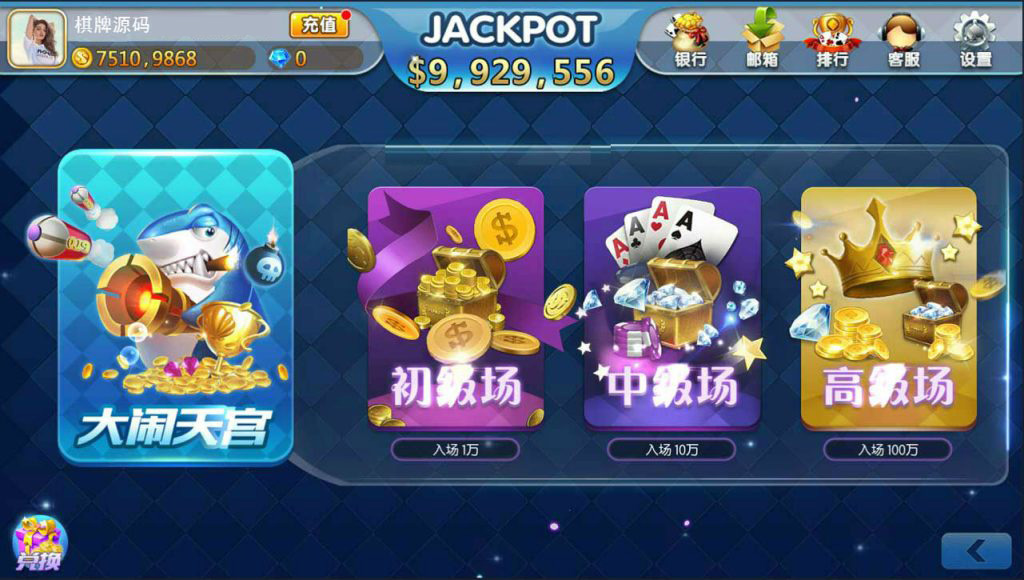 棋牌源码
充值
7510,9868
0
JACKPOT
$9,929,556
银行
邮箱
排行
客服
设置
大闹天宫
初级场
入场1万
A
A
A
A
中级场
入场10万
高级场
入场100万
兑换